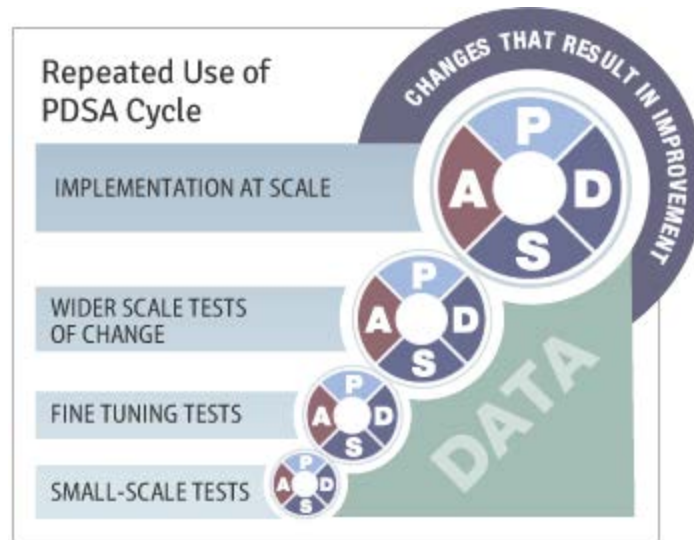 Repeated Use of
PDSA Cycle
CHANGES THAT RESULT IN IMPROVEMENT
IMPLEMENTATION AT SCALE
P
A D
S
WIDER SCALE TESTS
OF CHANGE
P
A D
S
FINE TUNING TESTS
P
A D
S
SMALL-SCALE TESTS
P
A D
S
DATA